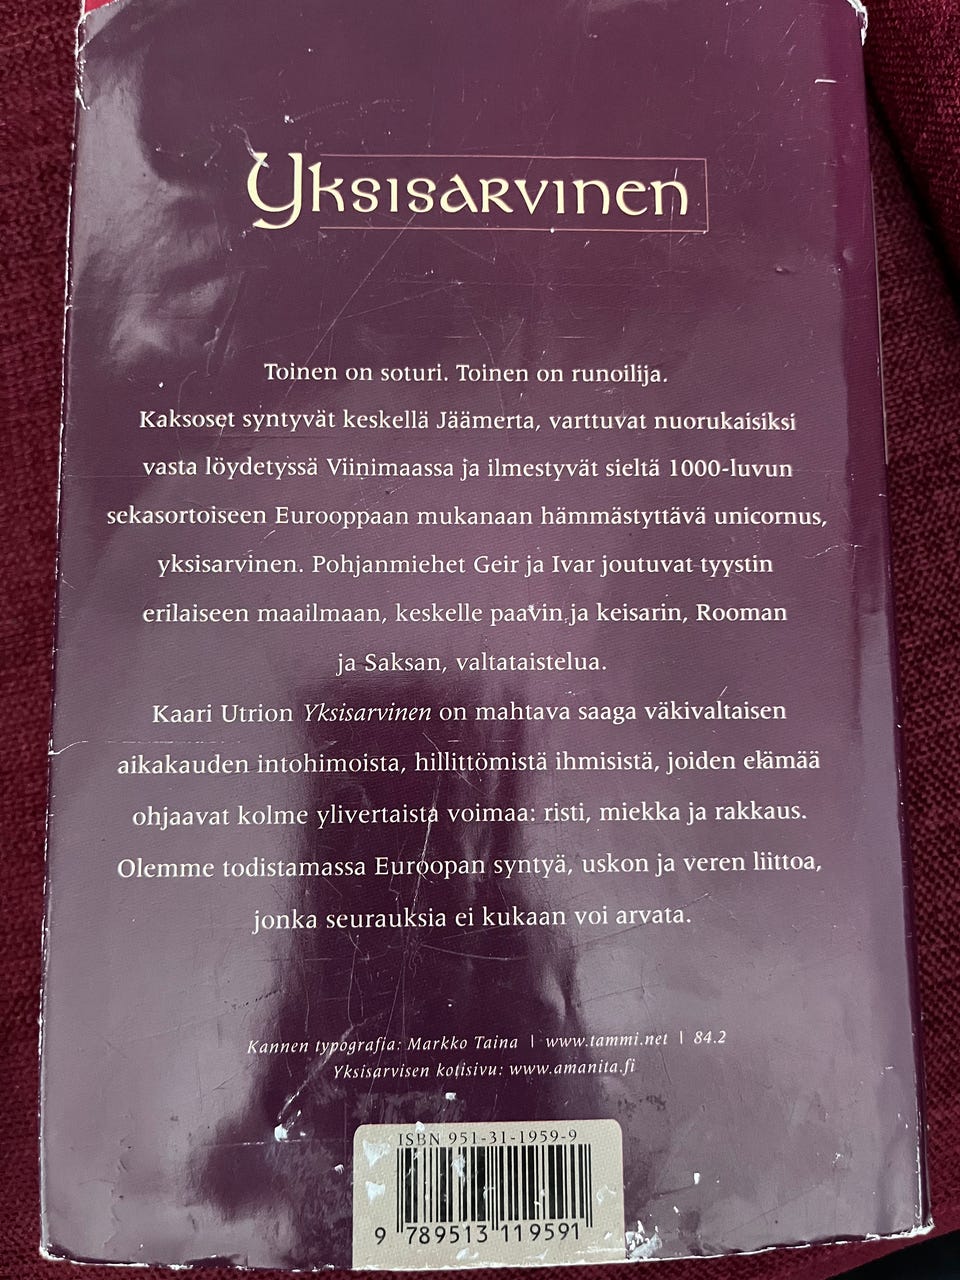 Yksisarvinen
Toinen on soturi. Toinen on runoilija.
Kaksoset syntyvät keskellä Jäämerta, varttuvat nuorukaisiksi
vasta löydetyssä Viinimaassa ja ilmestyvät sieltä 1000-luvun
sekasortoiseen Eurooppaan mukanaan hämmästyttävä unicornus,
yksisarvinen. Pohjanmiehet Geir ja Ivar joutuvat tyystin
erilaiseen maailmaan, keskelle paavin ja keisarin, Rooman
ja Saksan, valtataistelua.
Kaari Utrion Yksisarvinen on mahtava saaga väkivaltaisen
aikakauden intohimoista, hillittömistä ihmisistä, joiden elämää
ohjaavat kolme ylivertaista voimaa: risti, miekka ja rakkaus.
Olemme todistamassa Euroopan syntyä, uskon ja veren liittoa,
jonka seurauksia ei kukaan voi arvata.
Kannen typografia: Markko Taina | www.tammi.net | 84.2
Yksisarvisen kotisivu: www.amanita.fi
ISBN 951-31-1959-9
9 789513 119591